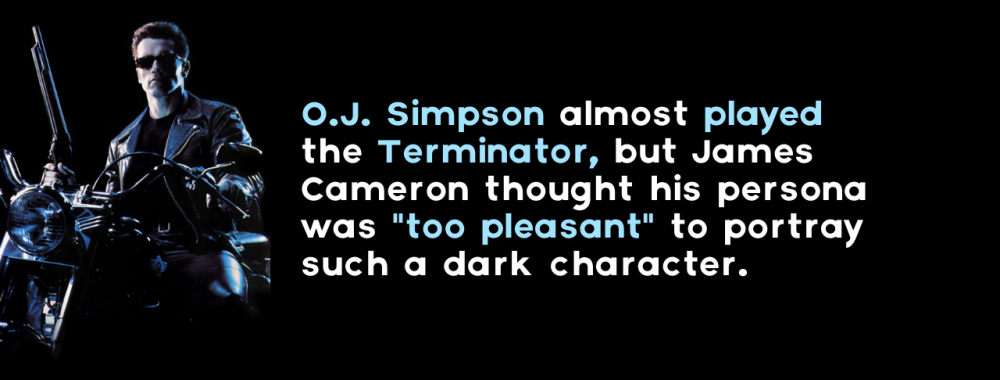 O.J. Simpson almost played
the Terminator, but James
Cameron thought his persona
was "too pleasant" to portray
such a dark character.